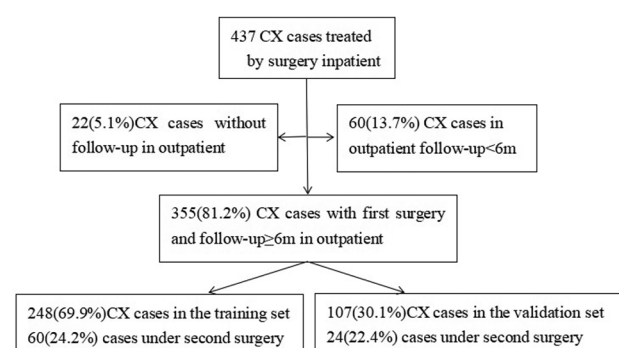 437 CX cases treated
by surgery inpatient
22(5.1%)CX cases without
follow-up in outpatient
60(13.7%) CX cases in
outpatient follow-up<6m
355(81.2%) CX cases with first surgery
and follow-up≥6m in outpatient
248(69.9%)CX cases in the training set
60(24.2%) cases under second surgery
107(30.1%)CX cases in the validation set
24(22.4%) cases under second surgery